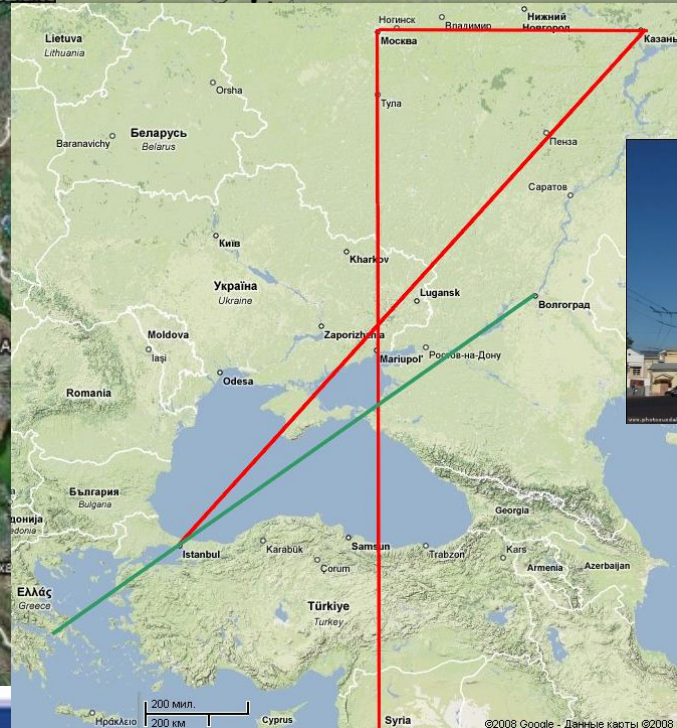 Нижний
Новгород
Ногинск
Владимир
Казань
Москва
Lietuva
Lithuania
Orsha
Тула
Беларусь
Belarus
Baranavichy
Пенза
Саратов
Київ
Kharkov
Україна
Ukraine
Lugansk
Волгоград
Moldova
Iaşi
Zaporizhzhia
Mariupol'
Ростов-на-Дону
Odesa
Romania
България
Bulgaria
Georgia
Istanbul
Karabük
Samsun
Trabzon
Kars
Çorum
Armenia
Azerbaijan
Ελλάς
Greece
Türkiye
Turkey
200 мил.
200 км
Ηράκλειο
Cyprus
Syria
©2008 Google - Данные карты ©2008